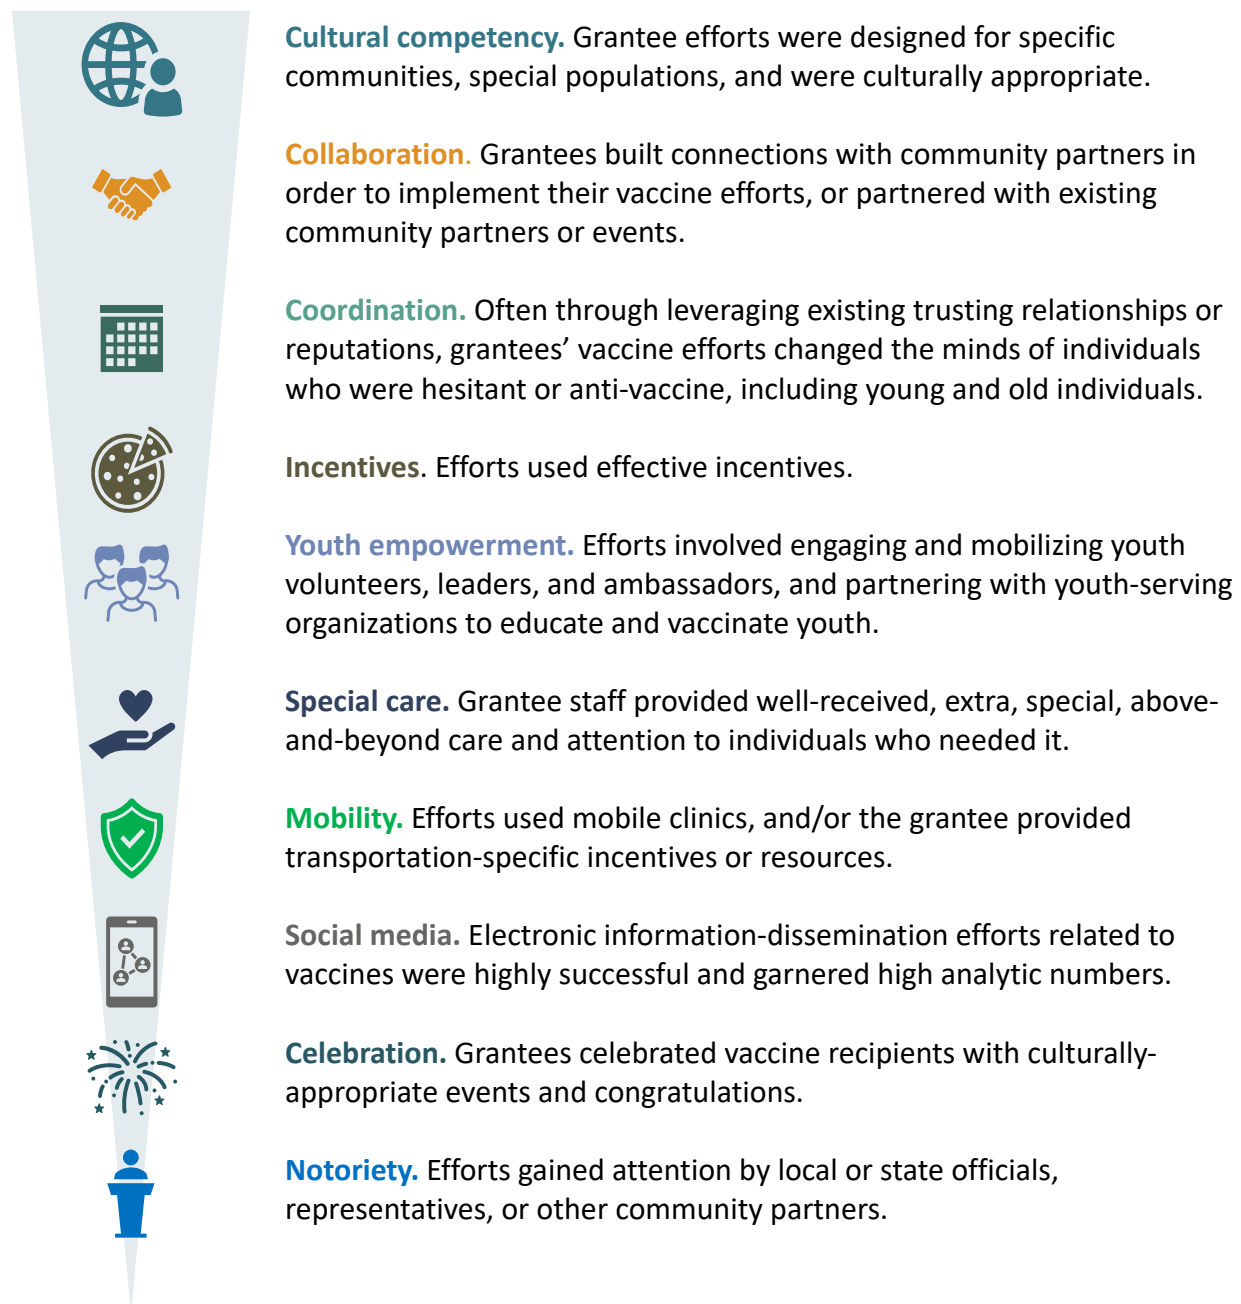 Cultural competency. Grantee efforts were designed for specific
communities, special populations, and were culturally appropriate.
Collaboration. Grantees built connections with community partners in
order to implement their vaccine efforts, or partnered with existing
community partners or events.
Coordination. Often through leveraging existing trusting relationships or
reputations, grantees’ vaccine efforts changed the minds of individuals
who were hesitant or anti-vaccine, including young and old individuals.
Incentives. Efforts used effective incentives.
Youth empowerment. Efforts involved engaging and mobilizing youth
volunteers, leaders, and ambassadors, and partnering with youth-serving
organizations to educate and vaccinate youth.
Special care. Grantee staff provided well-received, extra, special, above-
and-beyond care and attention to individuals who needed it.
Mobility. Efforts used mobile clinics, and/or the grantee provided
transportation-specific incentives or resources.
Social media. Electronic information-dissemination efforts related to
vaccines were highly successful and garnered high analytic numbers.
Celebration. Grantees celebrated vaccine recipients with culturally-
appropriate events and congratulations.
Notoriety. Efforts gained attention by local or state officials,
representatives, or other community partners.